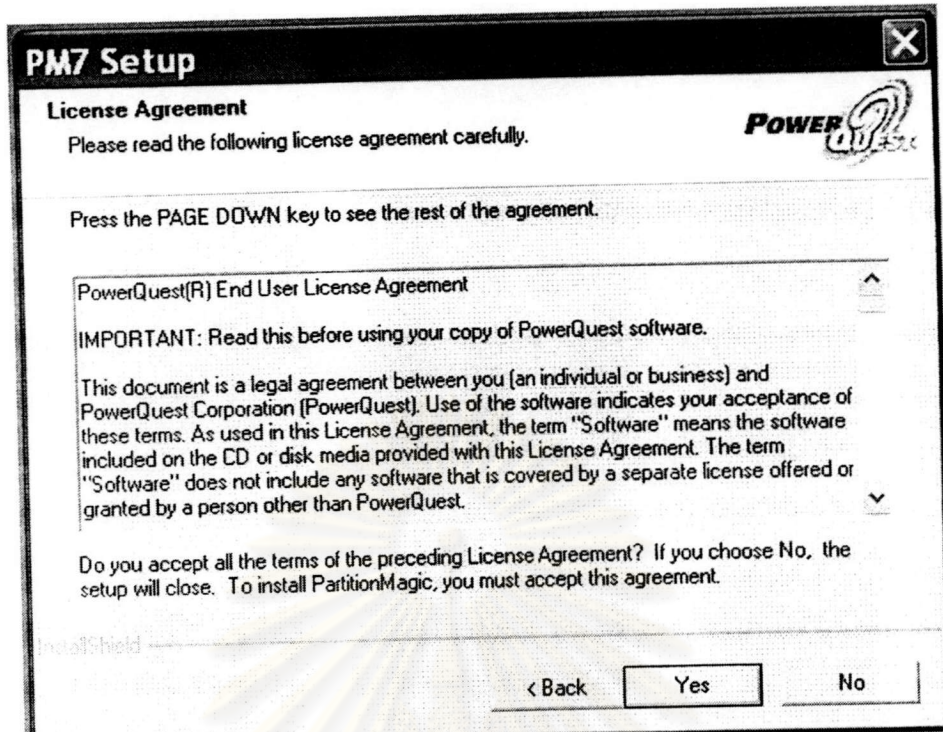 PM7 Setup
License Agreement
Please read the following license agreement carefully.
POWER
QUEST
Press the PAGE DOWN key to see the rest of the agreement.
PowerQuest(R) End User License Agreement
IMPORTANT: Read this before using your copy of PowerQuest software.
This document is a legal agreement between you (an individual or business) and
PowerQuest Corporation (PowerQuest). Use of the software indicates your acceptance of
these terms. As used in this License Agreement, the term "Software" means the software
included on the CD or disk media provided with this License Agreement. The term
"Software" does not include any software that is covered by a separate license offered or
granted by a person other than PowerQuest.
Do you accept all the terms of the preceding License Agreement? If you choose No, the
setup will close. To install PartitionMagic, you must accept this agreement.
InstallShield
< Back
Yes
No